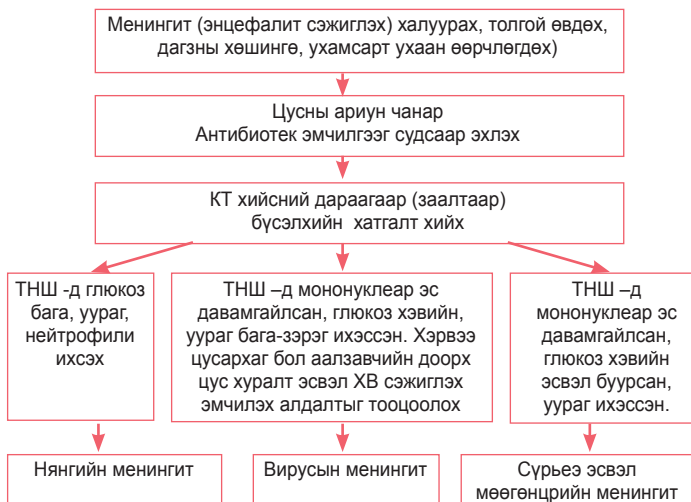 Менингит (энцефалит сэжиглэх) халуурах, толгой өвдөх,
дагзны хөшингө, ухамсарт ухаан өөрчлөгдөх)
Цусны ариун чанар
Антибиотек эмчилгээг судсаар эхлэх
КТ хийсний дараагаар (заалтаар)
бүсэлхийн хатгалт хийх
ТНШ -д глюкоз
бага, уураг,
нейтрофили
ихсэх
ТНШ –д мононуклеар эс
давамгайлсан, глюкоз хэвийн,
уураг бага-зэрэг ихэссэн. Хэрвээ
цусархаг бол аалзавчийн доорх
цус хуралт эсвэл ХВ сэжиглэх
эмчилэх алдалтыг тооцоолох
ТНШ –д
мононуклеар эс
давамгайлсан,
глюкоз хэвийн
эсвэл буурсан,
уураг ихэссэн.
Нянгийн менингит
Вирусын менингит
Сүрьеэ эсвэл
мөөгөнцрийн менингит